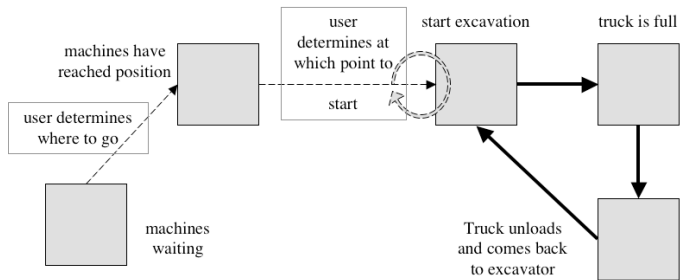 user
determines at
which point to
start
start excavation
truck is full
machines have
reached position
user determines
where to go
machines
waiting
Truck unloads
and comes back
to excavator